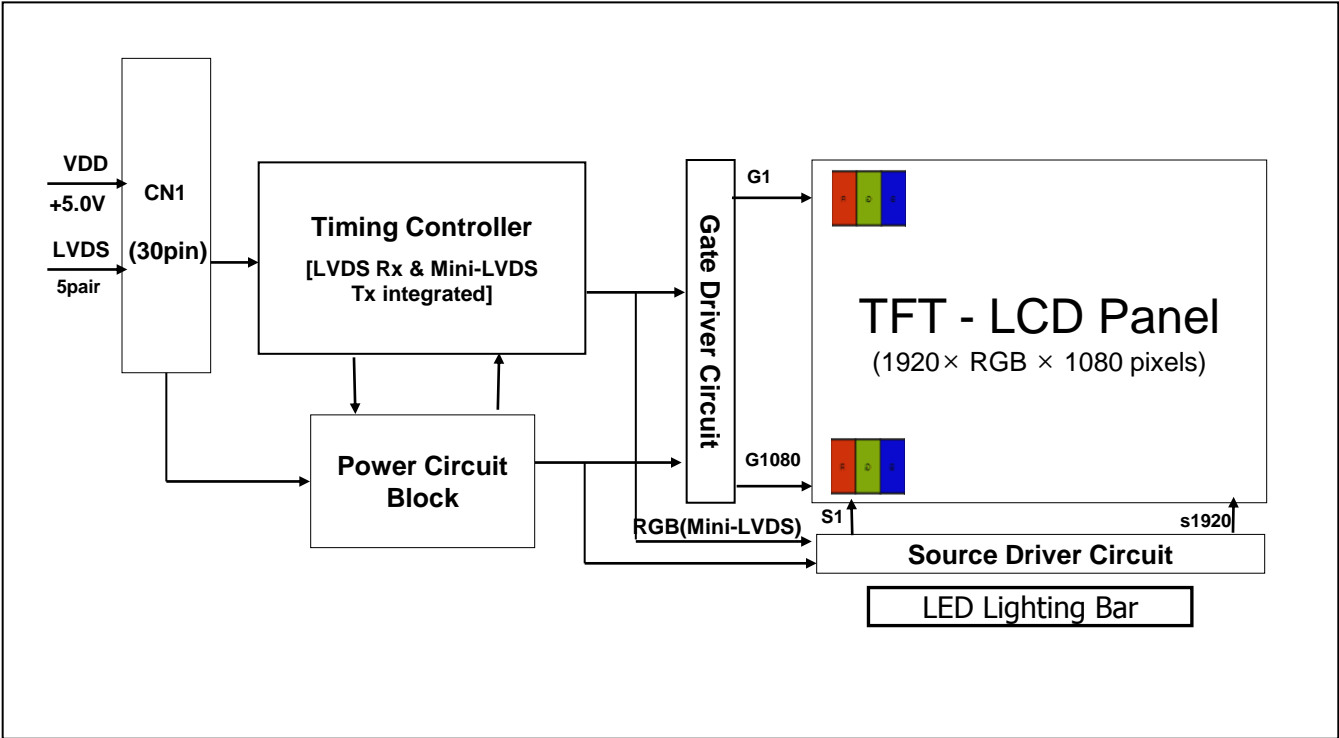 VDD
+5.0V
LVDS
5pair
CN1
(30pin)
Timing Controller
[LVDS Rx & Mini-LVDS
Tx integrated]
Power Circuit
Block
Gate Driver Circuit
G1
G1080
TFT - LCD Panel
(1920× RGB × 1080 pixels)
RGB(Mini-LVDS)
S1
s1920
Source Driver Circuit
LED Lighting Bar